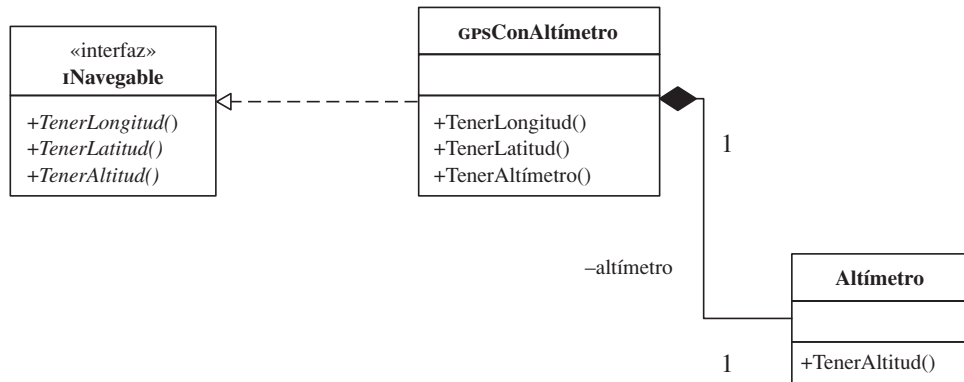 «interfaz»
INavegable
+TenerLongitud()
+TenerLatitud()
+TenerAltitud()
GPSConAltímetro
+TenerLongitud()
+TenerLatitud()
+TenerAltímetro()
1
–altímetro
1
Altímetro
+TenerAltitud()